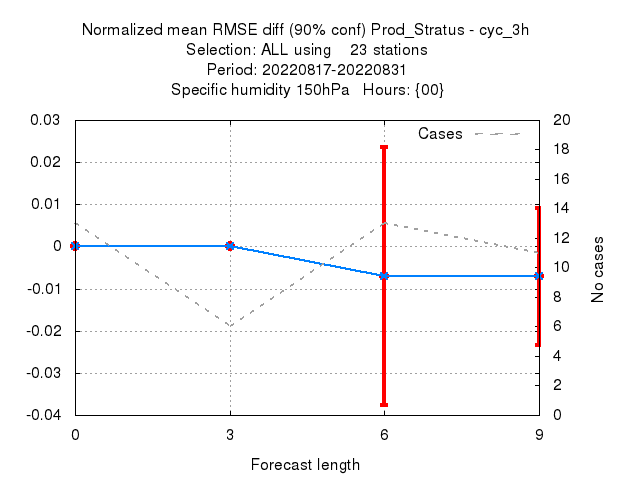 Normalized mean RMSE diff (90% conf) Prod_Stratus - cyc_3h
Selection: ALL using    23 stations
Period: 20220817-20220831
Specific humidity 150hPa   Hours: {00}
0.03
0.02
0.01
0
-0.01
-0.02
-0.03
-0.04
Cases
20
18
16
14
12
10
8
6
4
2
0
No cases
0 3 6 9
Forecast length